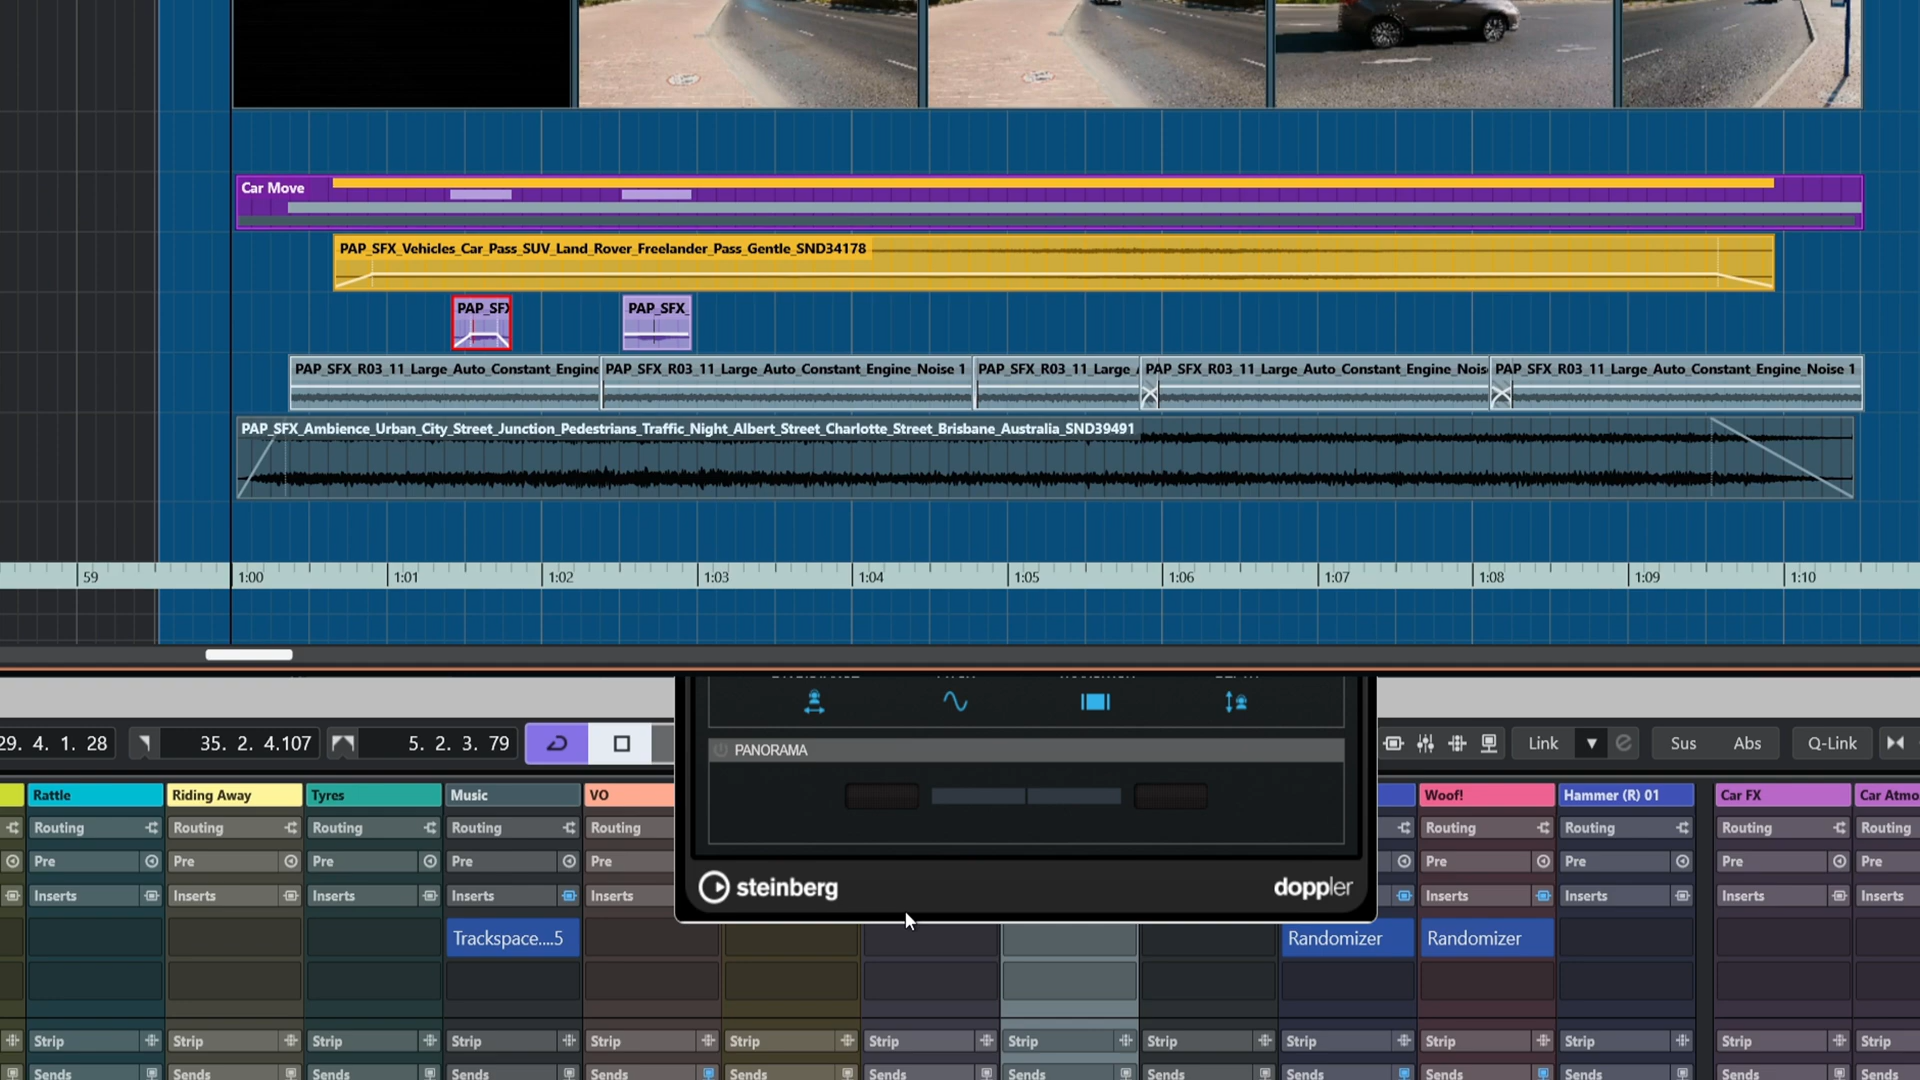 Car Move
PAP_SFX_Vehicles_Car_Pass_SUV_Land_Rover_Freelander_Pass_Gentle_SND34178
PAP_SFX PAP_SFX_
PAP_SFX_R03_11_Large_Auto_Constant_Engine PAP_SFX_R03_11_Large_Auto_Constant_Engine_Noise 1 PAP_SFX_R03_11_Large_ PAP_SFX_R03_11_Large_Auto_Constant_Engine_Nois PAP_SFX_R03_11_Large_Auto_Constant_Engine_Noise 1
PAP_SFX_Ambience_Urban_City_Street_Junction_Pedestrians_Traffic_Night_Albert_Street_Charlotte_Street_Brisbane_Australia_SND39491
59 1:00 1:01 1:02 1:03 1:04 1:05 1:06 1:07 1:08 1:09 1:10
29. 4. 1. 28 35. 2. 4.107 5. 2. 3. 79 Link Sus Abs Q-Link
PANORAMA
Rattle Riding Away Tyres Music VO Woof! Hammer (R) 01 Car FX Car Atmo
Routing Routing Routing Routing Routing Routing Routing Routing Routing
Pre Pre Pre Pre Pre Pre Pre Pre Pre
steinberg doppler
Inserts Inserts Inserts Inserts Inserts Inserts Inserts Inserts Inserts
Trackspace....5 Randomizer Randomizer
Strip Strip Strip Strip Strip Strip Strip Strip Strip Strip Strip Strip Strip Strip
Sends Sends Sends Sends Sends Sends Sends Sends Sends Sends Sends Sends Sends Sends